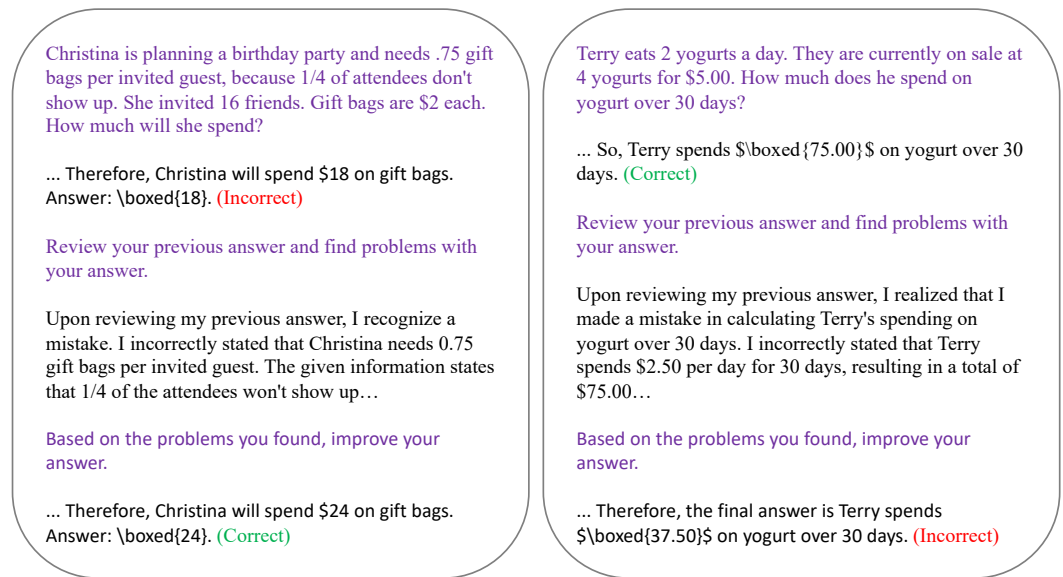 Christina is planning a birthday party and needs .75 gift
bags per invited guest, because 1/4 of attendees don't
show up. She invited 16 friends. Gift bags are $2 each.
How much will she spend?
... Therefore, Christina will spend $18 on gift bags.
Answer: \boxed{18}. (Incorrect)
Review your previous answer and find problems with
your answer.
Upon reviewing my previous answer, I recognize a
mistake. I incorrectly stated that Christina needs 0.75
gift bags per invited guest. The given information states
that 1/4 of the attendees won't show up…
Based on the problems you found, improve your
answer.
... Therefore, Christina will spend $24 on gift bags.
Answer: \boxed{24}. (Correct)
Terry eats 2 yogurts a day. They are currently on sale at
4 yogurts for $5.00. How much does he spend on
yogurt over 30 days?
... So, Terry spends $\boxed{75.00}$ on yogurt over 30
days. (Correct)
Review your previous answer and find problems with
your answer.
Upon reviewing my previous answer, I realized that I
made a mistake in calculating Terry's spending on
yogurt over 30 days. I incorrectly stated that Terry
spends $2.50 per day for 30 days, resulting in a total of
$75.00…
Based on the problems you found, improve your
answer.
... Therefore, the final answer is Terry spends
$\boxed{37.50}$ on yogurt over 30 days. (Incorrect)